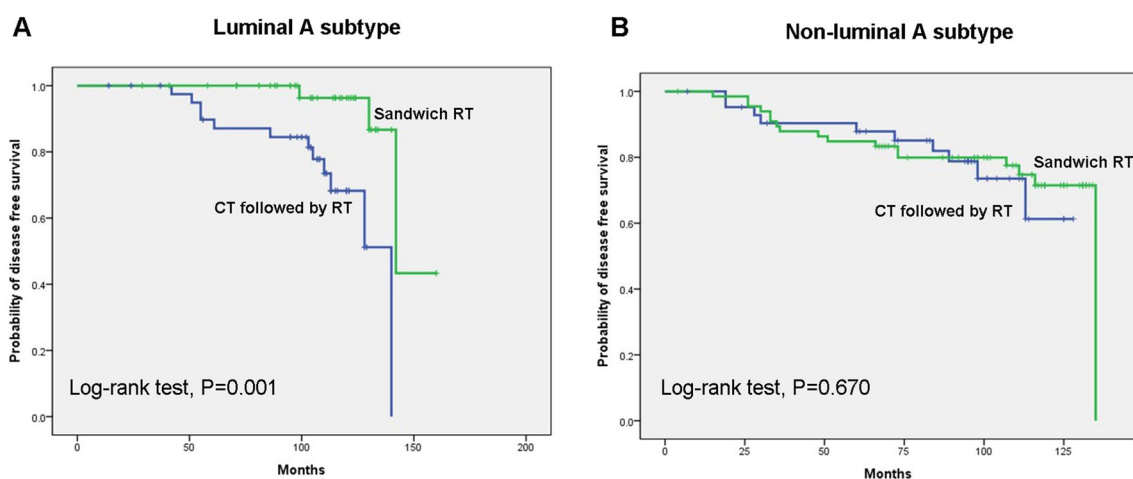 A
Luminal A subtype
Probability of disease free survival
1.0
0.8
0.6
0.4
0.2
0.0
Sandwich RT
CT followed by RT
Log-rank test, P=0.001
0
50
100
150
200
Months
B
Non-luminal A subtype
Probability of disease free survival
1.0
0.8
0.6
0.4
0.2
0.0
Sandwich RT
CT followed by RT
Log-rank test, P=0.670
0
25
50
75
100
125
Months